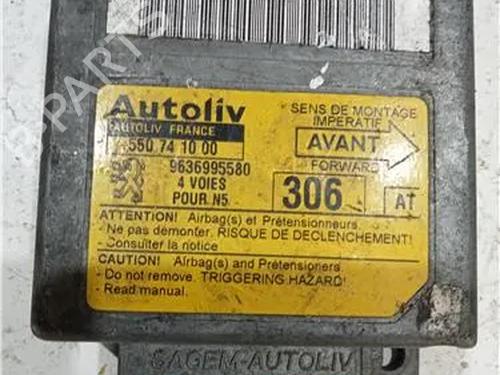 Autoliv
AUTOLIV FRANCE
550 74 10 00
9636995580
4 VOIES
POUR N5
SENS DE MONTAGE
IMPERATIF
AVANT
FORWARD
306
AT
ATTENTION! Airbag(s) et Prétensionneurs.
- Ne pas démonter. RISQUE DE DECLENCHEMENT!
- Consulter la notice
CAUTION! Airbag(s) and Pretensioners.
- Do not remove. TRIGGERING HAZARD!
- Read manual.
SAGEM-AUTOLIV